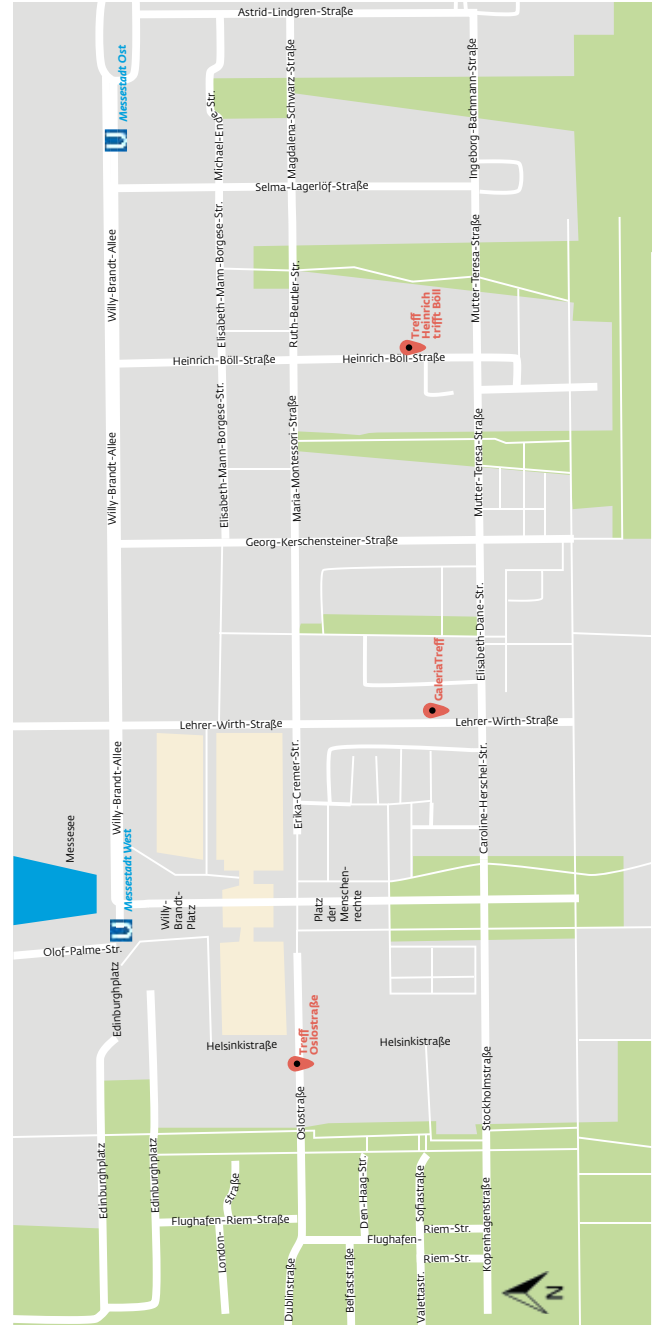 Astrid-Lindgren-Straße
Messestadt Ost
U
Michael-Ende-Str.
Magdalena-Schwarz-Straße
Ingeborg-Bachmann-Straße
Selma-Lagerlöf-Straße
Willy-Brandt-Allee
Elisabeth-Mann-Borgese-Str.
Ruth-Beutler-Str.
Mutter-Teresa-Straße
Treff
Heinrich
trifft Böll
Heinrich-Böll-Straße
Heinrich-Böll-Straße
Willy-Brandt-Allee
Elisabeth-Mann-Borgese-Str.
Maria-Montessori-Straße
Mutter-Teresa-Straße
Georg-Kerschensteiner-Straße
Elisabeth-Dane-Str.
GaleriaTreff
Lehrer-Wirth-Straße
Lehrer-Wirth-Straße
Willy-Brandt-Allee
Erika-Cremer-Str.
Caroline-Herschel-Str.
Messesee
Messestadt West
U
Willy-
Brandt-
Platz
Platz
der
Menschen-
rechte
Olof-Palme-Str.
Edinburghplatz
Helsinkistraße
Treff
Oslostraße
Helsinkistraße
Oslostraße
Stockholmstraße
Edinburghplatz
Edinburghplatz
London-
straße
Flughafen-Riem-Straße
Den-Haag-Str.
Sofiastraße
Kopenhagenstraße
Flughafen-
Riem-Str.
Riem-Str.
Dublinstraße
Belfaststraße
Valettastr.
N